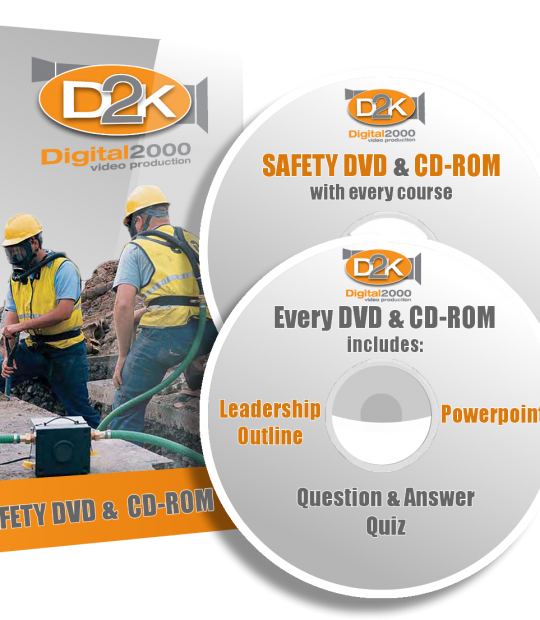 D2K
Digital2000
video production
FETY DVD & CD-ROM
D2K
Digital2000
video production
SAFETY DVD & CD-ROM
with every course
D2K
Digital2000
video production
Every DVD & CD-ROM
includes:
Leadership
Outline
Powerpoint
Question & Answer
Quiz